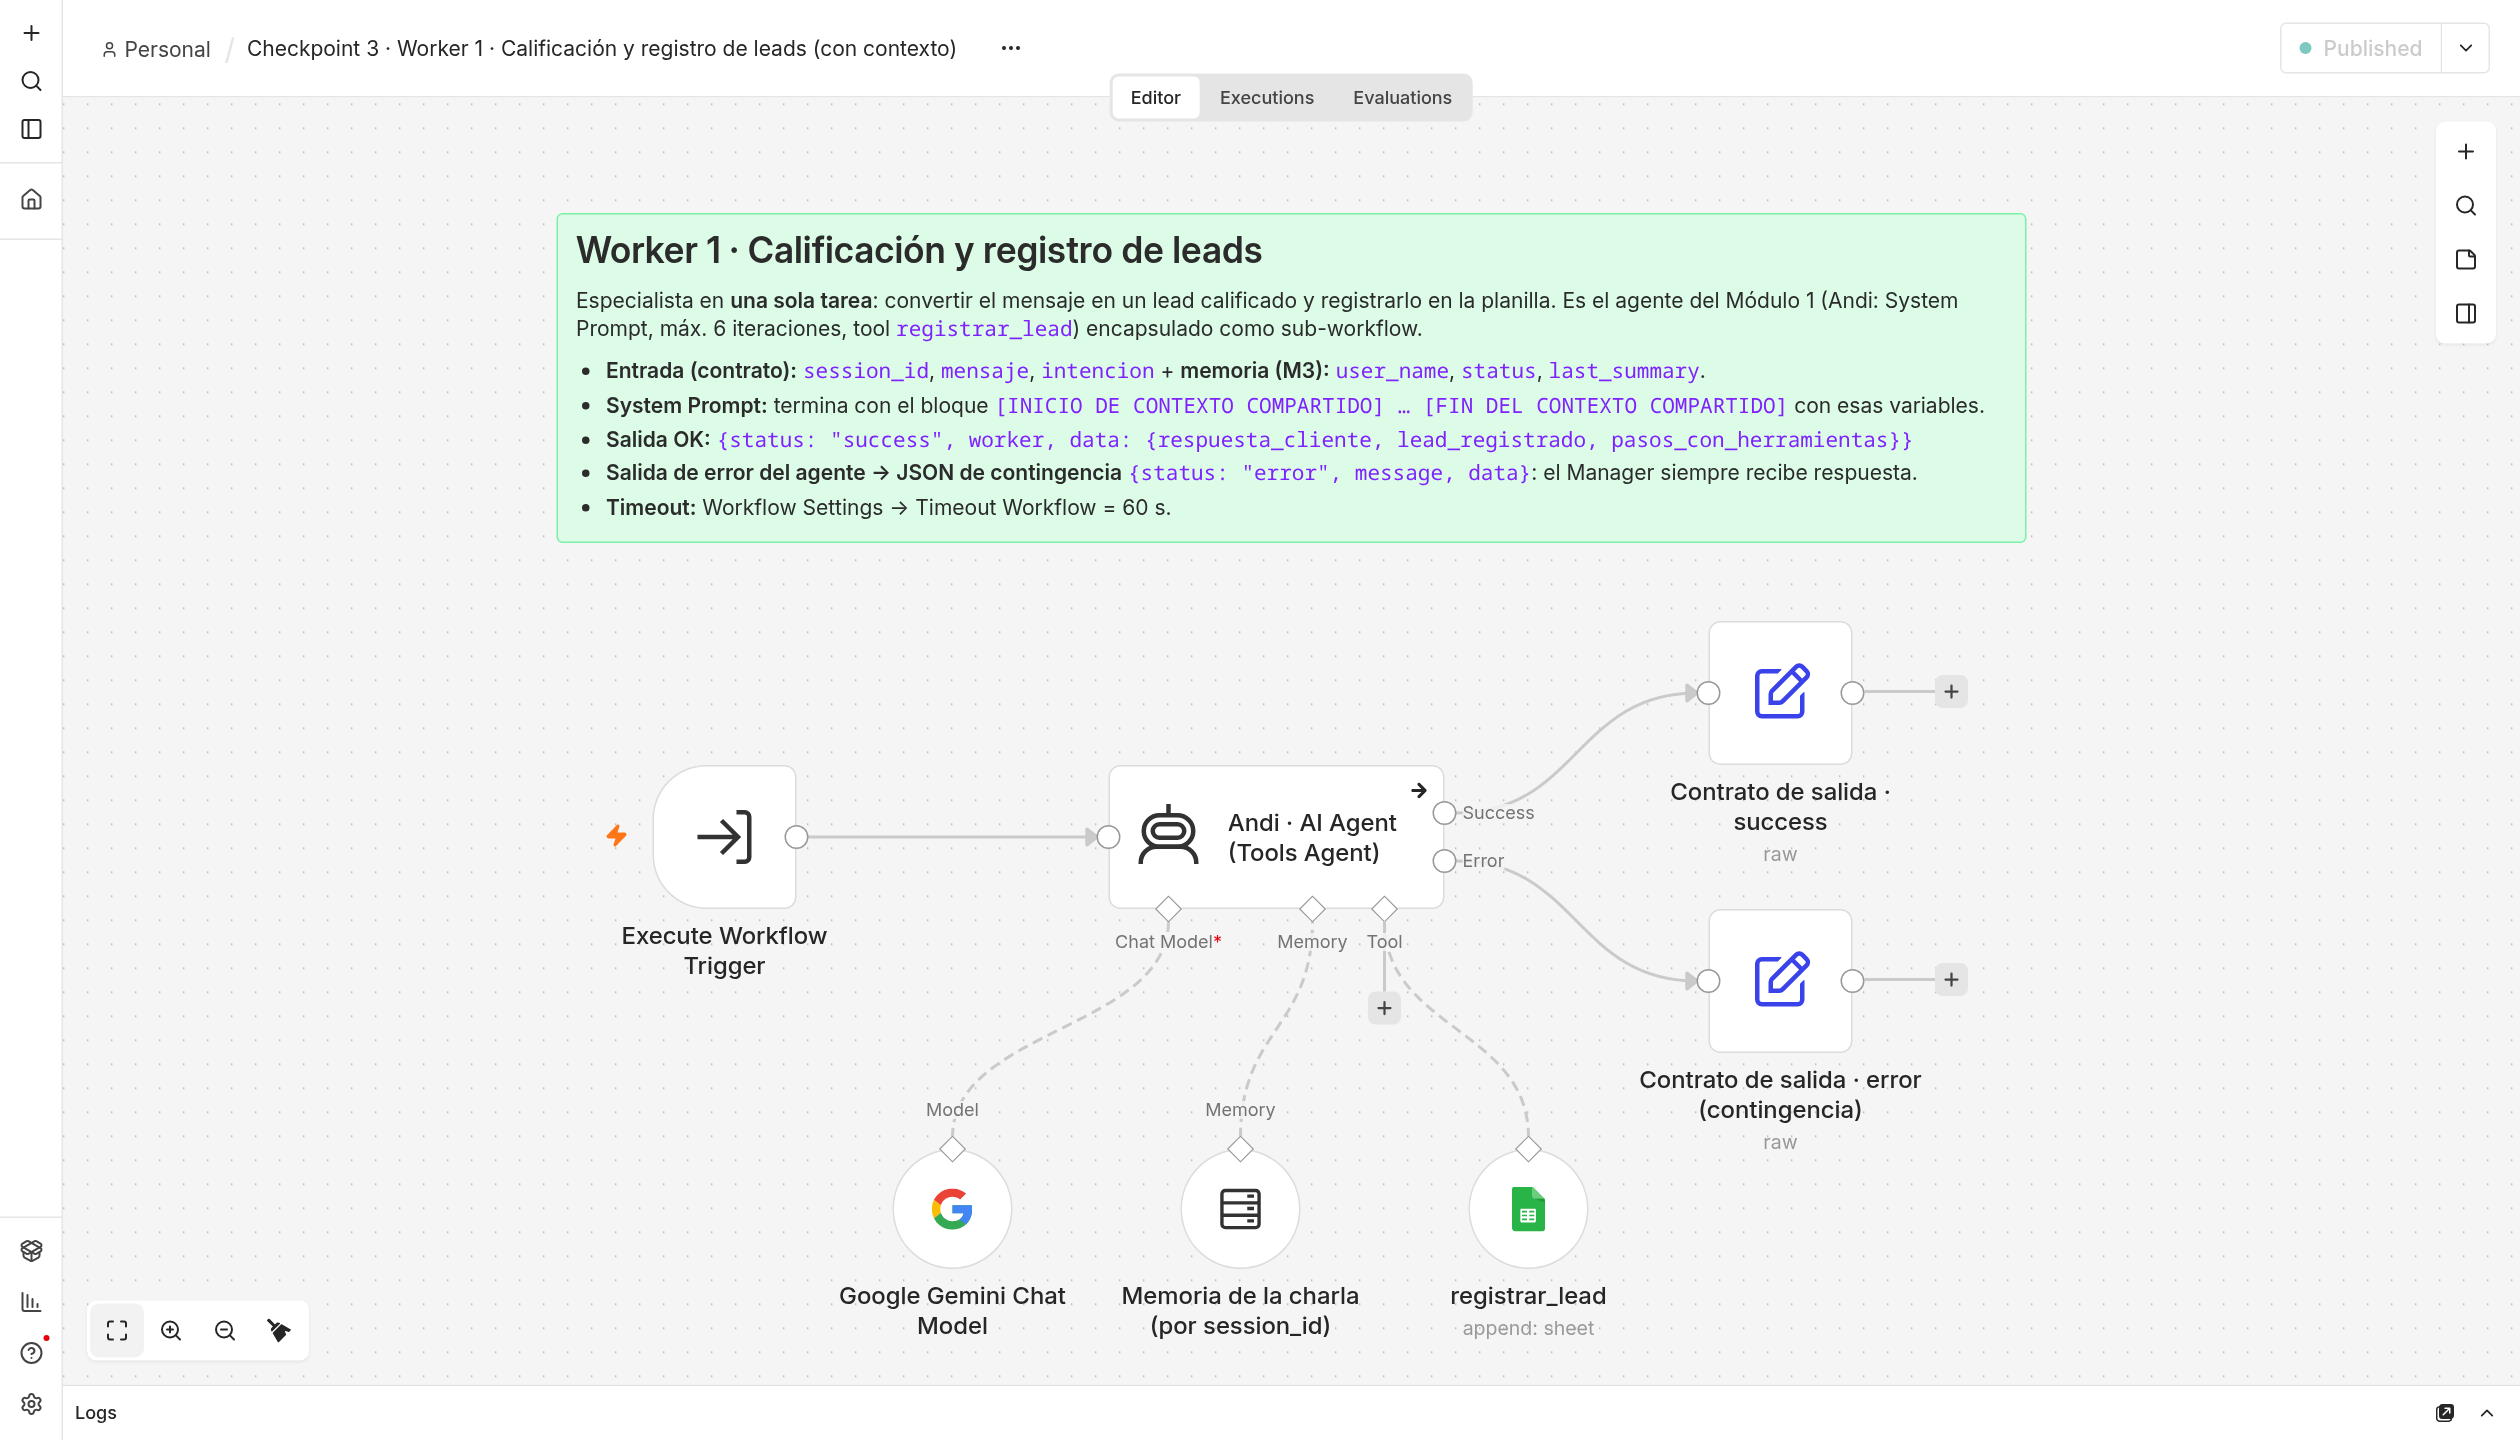 Personal / Checkpoint 3 · Worker 1 · Calificación y registro de leads (con contexto) ...
Published
Editor Executions Evaluations
Worker 1 · Calificación y registro de leads
Especialista en una sola tarea: convertir el mensaje en un lead calificado y registrarlo en la planilla. Es el agente del Módulo 1 (Andi: System
Prompt, máx. 6 iteraciones, tool registrar_lead) encapsulado como sub-workflow.
• Entrada (contrato): session_id, mensaje, intencion + memoria (M3): user_name, status, last_summary.
• System Prompt: termina con el bloque [INICIO DE CONTEXTO COMPARTIDO] … [FIN DEL CONTEXTO COMPARTIDO] con esas variables.
• Salida OK: {status: "success", worker, data: {respuesta_cliente, lead_registrado, pasos_con_herramientas}}
• Salida de error del agente → JSON de contingencia {status: "error", message, data}: el Manager siempre recibe respuesta.
• Timeout: Workflow Settings → Timeout Workflow = 60 s.
Execute Workflow
Trigger
Andi · AI Agent
(Tools Agent)
Success
Error
Chat Model*
Memory
Tool
Contrato de salida ·
success
raw
Contrato de salida · error
(contingencia)
raw
Model
Memory
Google Gemini Chat
Model
Memoria de la charla
(por session_id)
registrar_lead
append: sheet
Logs